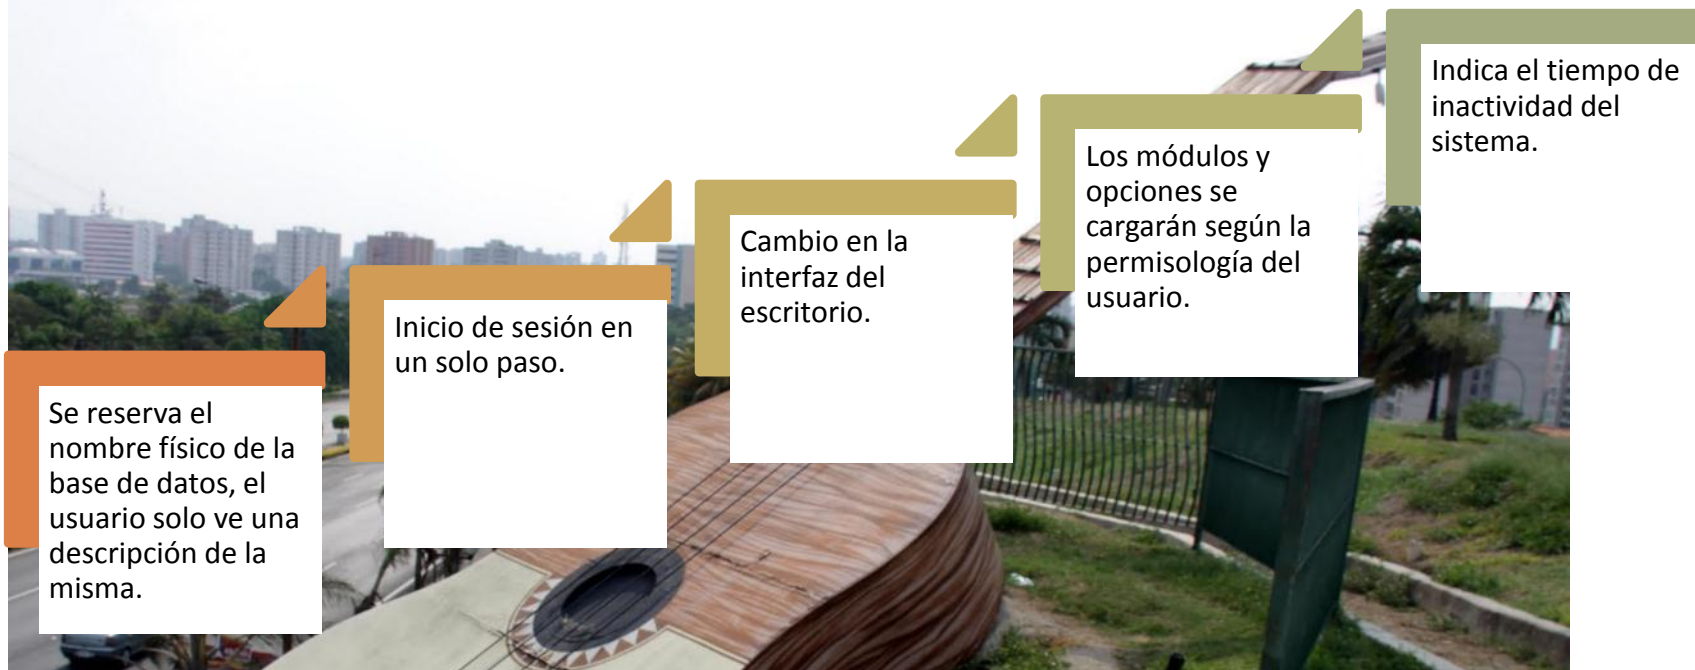 Se reserva el
nombre físico de la
base de datos, el
usuario solo ve una
descripción de la
misma.
Inicio de sesión en
un solo paso.
Cambio en la
interfaz del
escritorio.
Los módulos y
opciones se
cargarán según la
permisología del
usuario.
Indica el tiempo de
inactividad del
sistema.